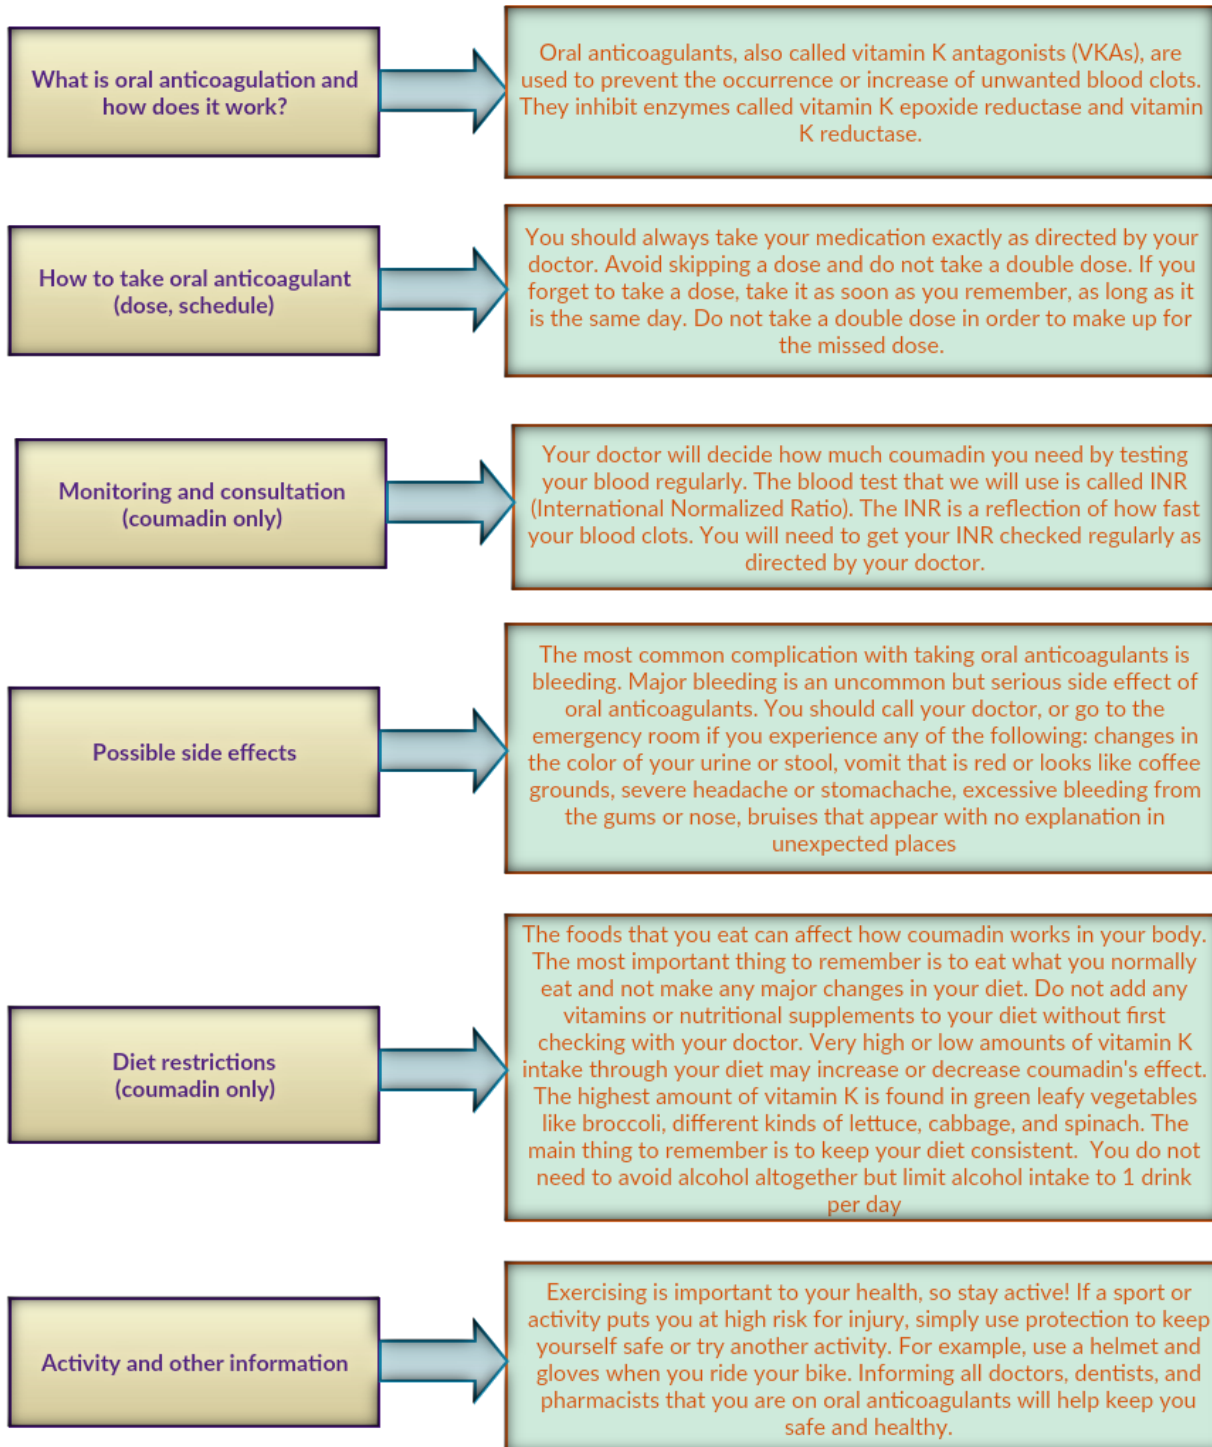 What is oral anticoagulation and
how does it work?
Oral anticoagulants, also called vitamin K antagonists (VKAs), are
used to prevent the occurrence or increase of unwanted blood clots.
They inhibit enzymes called vitamin K epoxide reductase and vitamin
K reductase.
How to take oral anticoagulant
(dose, schedule)
You should always take your medication exactly as directed by your
doctor. Avoid skipping a dose and do not take a double dose. If you
forget to take a dose, take it as soon as you remember, as long as it
is the same day. Do not take a double dose in order to make up for
the missed dose.
Monitoring and consultation
(coumadin only)
Your doctor will decide how much coumadin you need by testing
your blood regularly. The blood test that we will use is called INR
(International Normalized Ratio). The INR is a reflection of how fast
your blood clots. You will need to get your INR checked regularly as
directed by your doctor.
Possible side effects
The most common complication with taking oral anticoagulants is
bleeding. Major bleeding is an uncommon but serious side effect of
oral anticoagulants. You should call your doctor, or go to the
emergency room if you experience any of the following: changes in
the color of your urine or stool, vomit that is red or looks like coffee
grounds, severe headache or stomachache, excessive bleeding from
the gums or nose, bruises that appear with no explanation in
unexpected places
Diet restrictions
(coumadin only)
The foods that you eat can affect how coumadin works in your body.
The most important thing to remember is to eat what you normally
eat and not make any major changes in your diet. Do not add any
vitamins or nutritional supplements to your diet without first
checking with your doctor. Very high or low amounts of vitamin K
intake through your diet may increase or decrease coumadin's effect.
The highest amount of vitamin K is found in green leafy vegetables
like broccoli, different kinds of lettuce, cabbage, and spinach. The
main thing to remember is to keep your diet consistent.  You do not
need to avoid alcohol altogether but limit alcohol intake to 1 drink
per day
Activity and other information
Exercising is important to your health, so stay active! If a sport or
activity puts you at high risk for injury, simply use protection to keep
yourself safe or try another activity. For example, use a helmet and
gloves when you ride your bike. Informing all doctors, dentists, and
pharmacists that you are on oral anticoagulants will help keep you
safe and healthy.